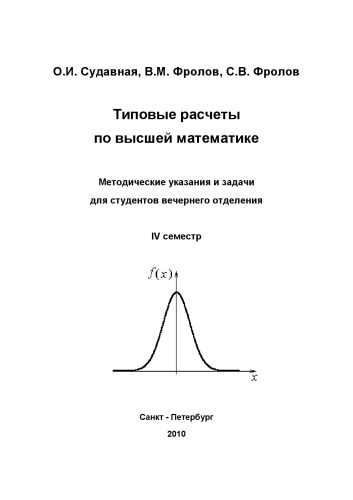 О.И. Судавная, В.М. Фролов, С.В. Фролов
Типовые расчеты
по высшей математике
Методические указания и задачи
для студентов вечернего отделения
IV семестр
f(x)
x
Санкт - Петербург
2010